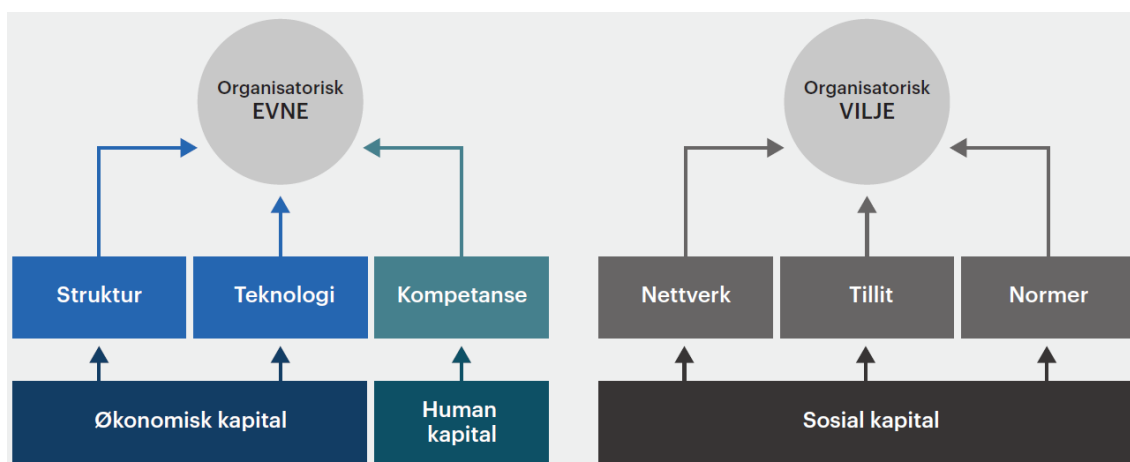 Organisatorisk
EVNE
Organisatorisk
VILJE
Struktur
Teknologi
Kompetanse
Nettverk
Tillit
Normer
Økonomisk kapital
Human
kapital
Sosial kapital